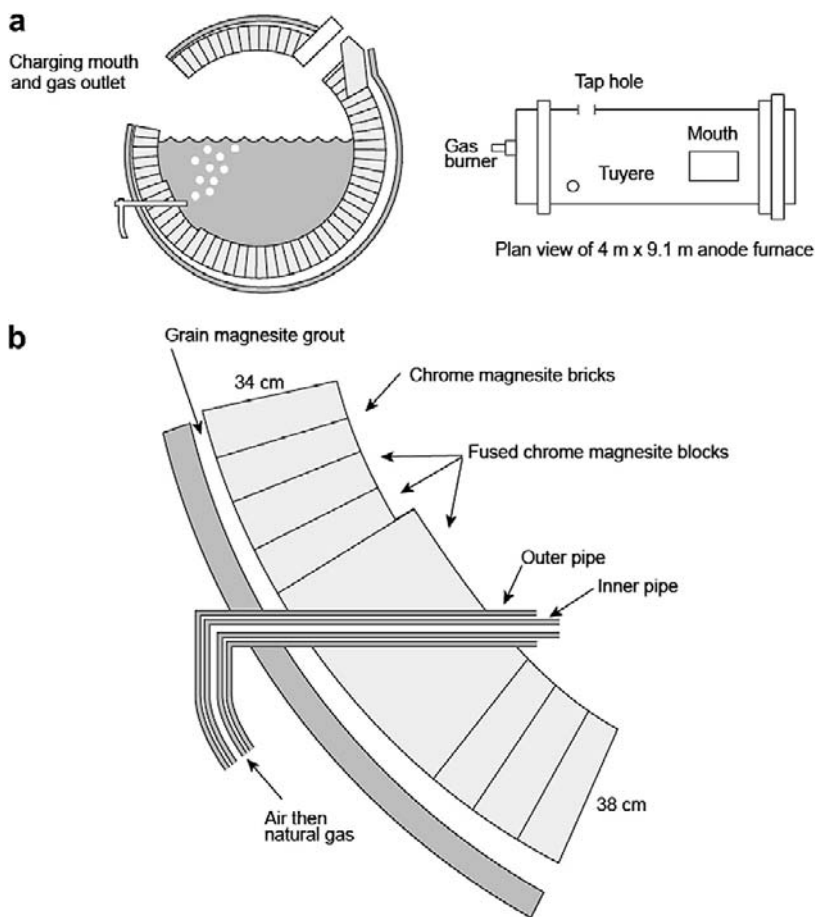 a
Charging mouth
and gas outlet
Tap hole
Gas
burner
Mouth
Tuyere
Plan view of 4 m x 9.1 m anode furnace
b
Grain magnesite grout
34 cm
Chrome magnesite bricks
Fused chrome magnesite blocks
Outer pipe
Inner pipe
Air then
natural gas
38 cm